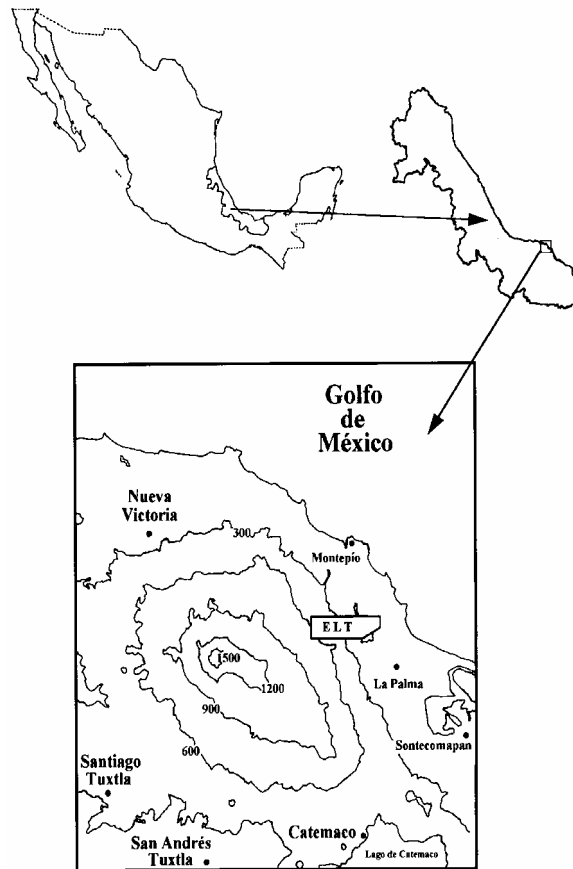 Golfo
de
México
Nueva
Victoria
300
Montepío
E L T
1500
La Palma
1200
900
Sontecomapan
600
Santiago
Tuxtla
Catemaco
San Andrés
Tuxtla
Lago de Catemaco